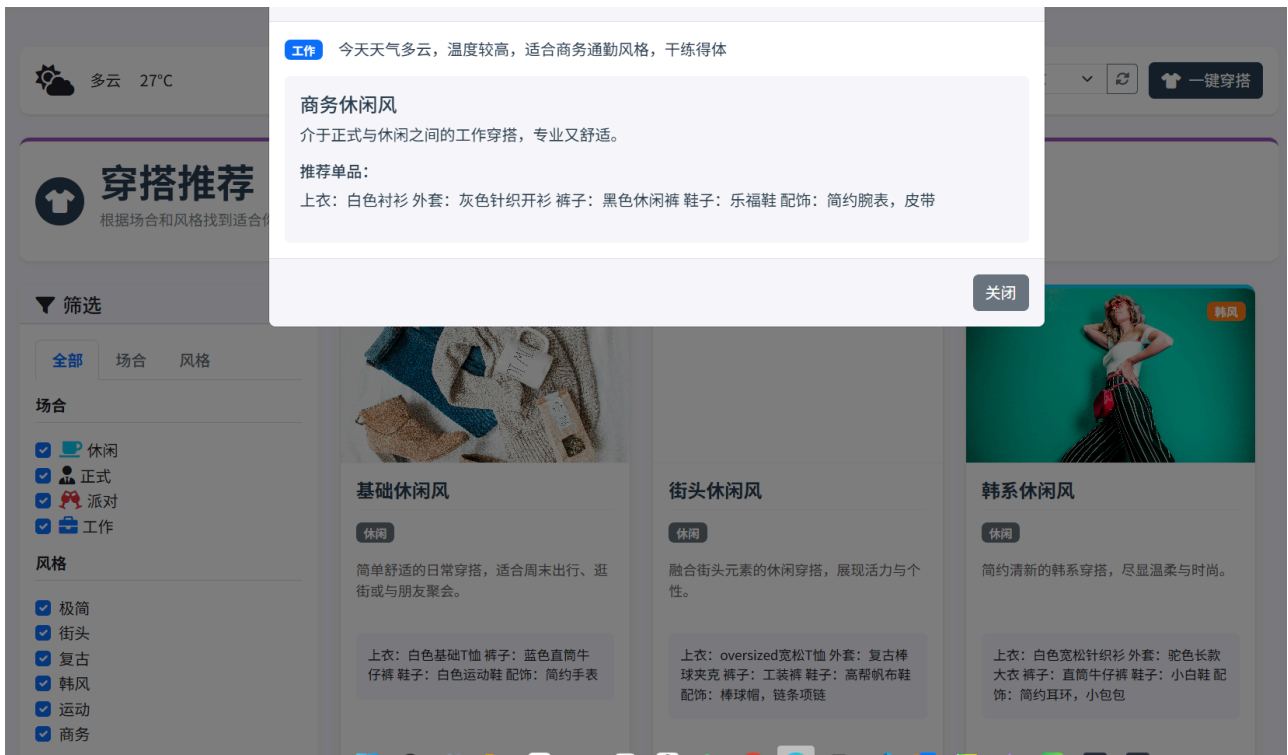 工作 今天天气多云，温度较高，适合商务通勤风格，干练得体
多云 27°C
一键穿搭
商务休闲风
介于正式与休闲之间的工作穿搭，专业又舒适。
推荐单品：
上衣：白色衬衫 外套：灰色针织开衫 裤子：黑色休闲裤 鞋子：乐福鞋 配饰：简约腕表，皮带
关闭
穿搭推荐
根据场合和风格找到适合
筛选
全部 场合 风格
场合
休闲
正式
派对
工作
风格
极简
街头
复古
韩风
运动
商务
基础休闲风
休闲
简单舒适的日常穿搭，适合周末出行、逛
街或与朋友聚会。
上衣：白色基础T恤 裤子：蓝色直筒牛
仔裤 鞋子：白色运动鞋 配饰：简约手表
街头休闲风
休闲
融合街头元素的休闲穿搭，展现活力与个
性。
上衣：oversized宽松T恤 外套：复古棒
球夹克 裤子：工装裤 鞋子：高帮帆布鞋
配饰：棒球帽，链条项链
韩风
韩系休闲风
休闲
简约清新的韩系穿搭，尽显温柔与时尚。
上衣：白色宽松针织衫 外套：驼色长款
大衣 裤子：直筒牛仔裤 鞋子：小白鞋 配
饰：简约耳环，小包包